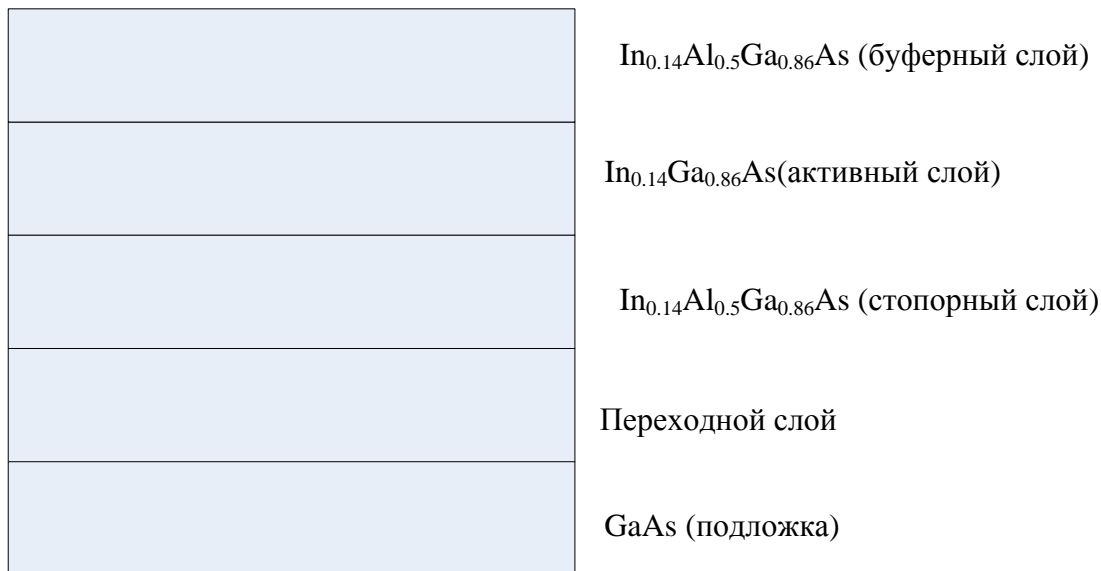 In0.14Al0.5Ga0.86As (буферный слой)
In0.14Ga0.86As(активный слой)
In0.14Al0.5Ga0.86As (стопорный слой)
Переходной слой
GaAs (подложка)